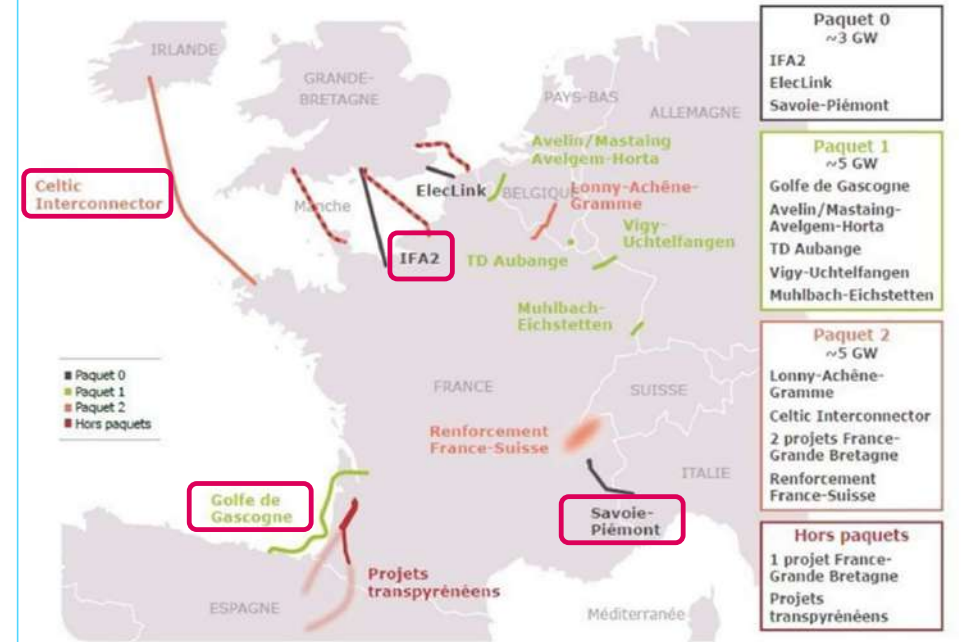 IRLANDE
GRANDE-
BRETAGNE
PAYS-BAS
ALLEMAGNE
Avelin/Mastaing
Avelgem-Horta
Celtic
Interconnector
ElecLink
BELGIQUE
Lonny-Achêne-
Gramme
Manche
Vigy-
Uchtelfangen
IFA2
TD Aubange
Muhlbach-
Eichstetten
Paquet 0
Paquet 1
Paquet 2
Hors paquets
FRANCE
SUISSE
Renforcement
France-Suisse
ITALIE
Golfe de
Gascogne
Savoie-
Piémont
Projets
transpyrénéens
ESPAGNE
Méditerranée
Paquet 0
~3 GW
IFA2
ElecLink
Savoie-Piémont
Paquet 1
~5 GW
Golfe de Gascogne
Avelin/Mastaing-
Avelgem-Horta
TD Aubange
Vigy-Uchtelfangen
Muhlbach-Eichstetten
Paquet 2
~5 GW
Lonny-Achêne-
Gramme
Celtic Interconnector
2 projets France-
Grande Bretagne
Renforcement
France-Suisse
Hors paquets
1 projet France-
Grande Bretagne
Projets
transpyrénéens